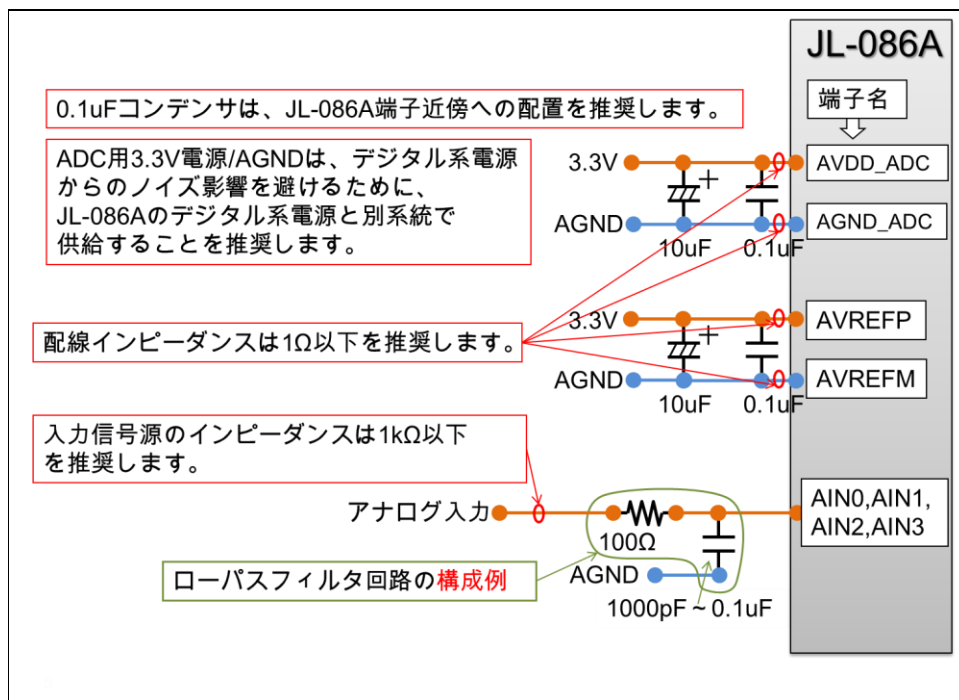 JL-086A
端子名
0.1uFコンデンサは、JL-086A端子近傍への配置を推奨します。
ADC用3.3V電源/AGNDは、デジタル系電源
からのノイズ影響を避けるために、
JL-086Aのデジタル系電源と別系統で
供給することを推奨します。
3.3V
+
AVDD_ADC
AGND
10uF
0.1uF
AGND_ADC
配線インピーダンスは1Ω以下を推奨します。
3.3V
+
AVREFP
AGND
10uF
0.1uF
AVREFM
入力信号源のインピーダンスは1kΩ以下
を推奨します。
アナログ入力
100Ω
AIN0,AIN1,
AIN2,AIN3
AGND
1000pF ~ 0.1uF
ローパスフィルタ回路の構成例